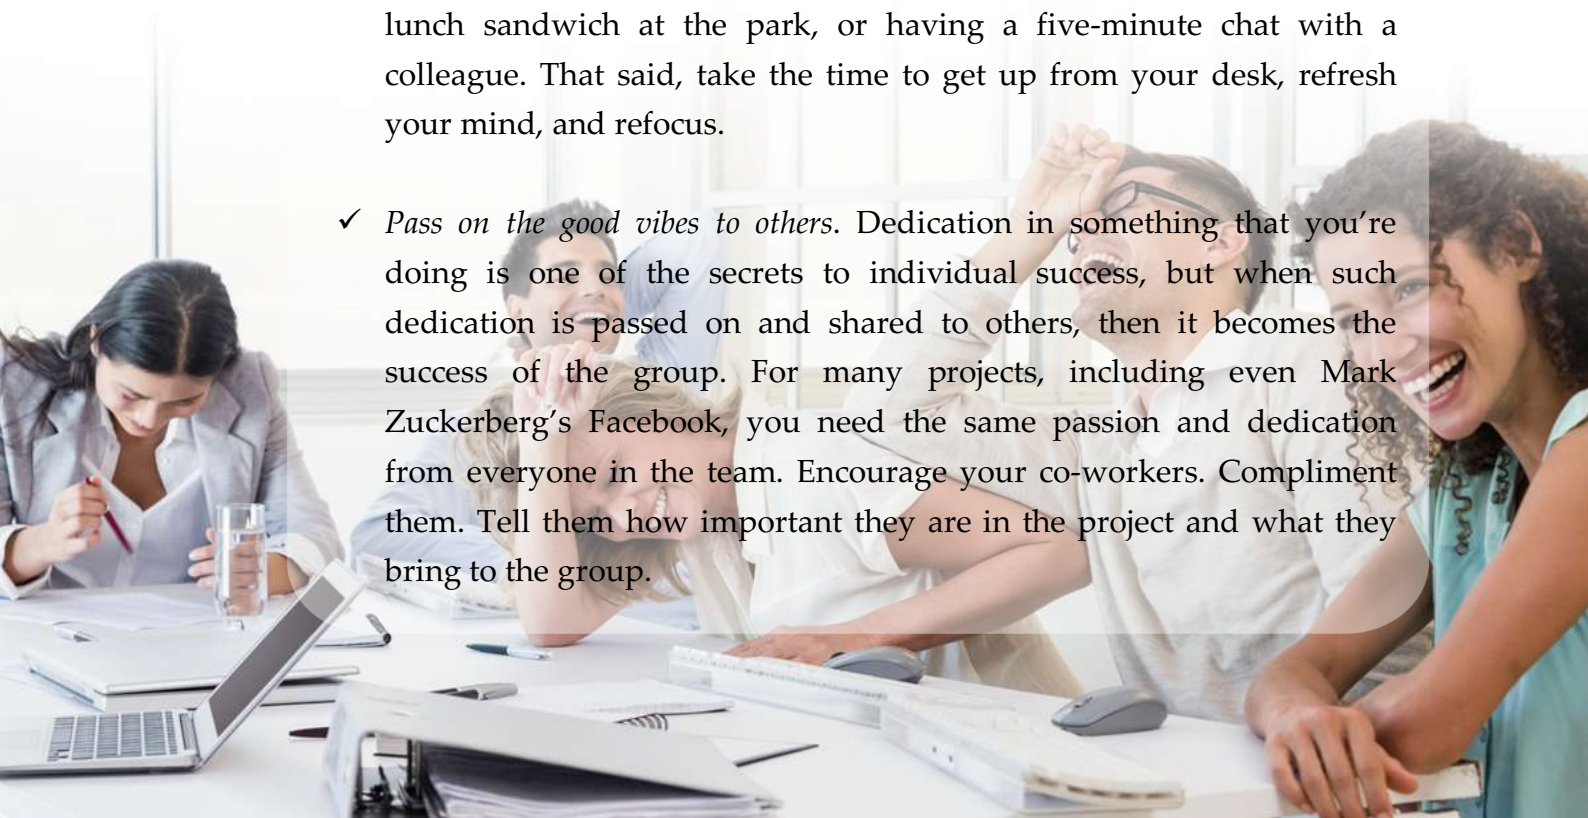 lunch sandwich at the park, or having a five-minute chat with a
colleague. That said, take the time to get up from your desk, refresh
your mind, and refocus.
✓ Pass on the good vibes to others. Dedication in something that you’re
doing is one of the secrets to individual success, but when such
dedication is passed on and shared to others, then it becomes the
success of the group. For many projects, including even Mark
Zuckerberg’s Facebook, you need the same passion and dedication
from everyone in the team. Encourage your co-workers. Compliment
them. Tell them how important they are in the project and what they
bring to the group.